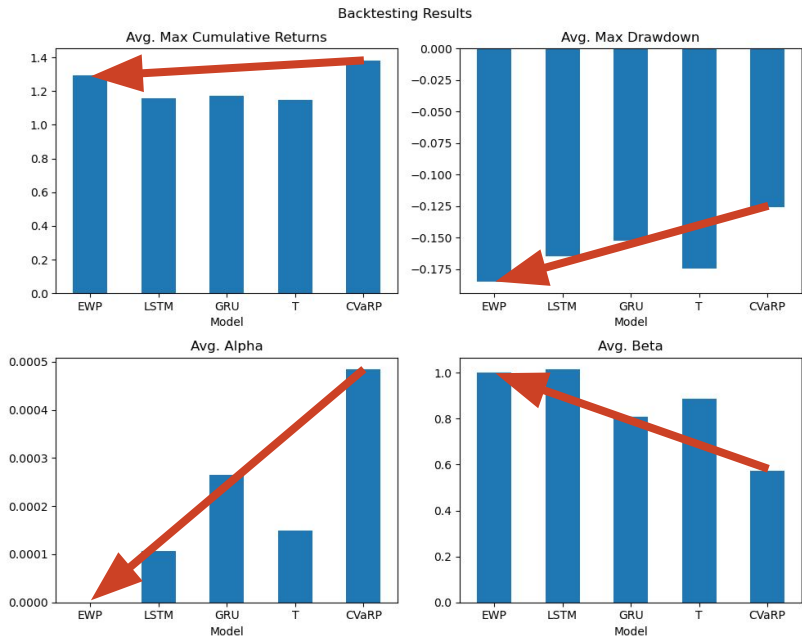 Backtesting Results
Avg. Max Cumulative Returns
1.4
1.2
1.0
0.8
0.6
0.4
0.2
0.0
EWP LSTM GRU T CVaRP
Model
Avg. Max Drawdown
0.000
−0.025
−0.050
−0.075
−0.100
−0.125
−0.150
−0.175
EWP LSTM GRU T CVaRP
Model
Avg. Alpha
0.0005
0.0004
0.0003
0.0002
0.0001
0.0000
EWP LSTM GRU T CVaRP
Model
Avg. Beta
1.0
0.8
0.6
0.4
0.2
0.0
EWP LSTM GRU T CVaRP
Model